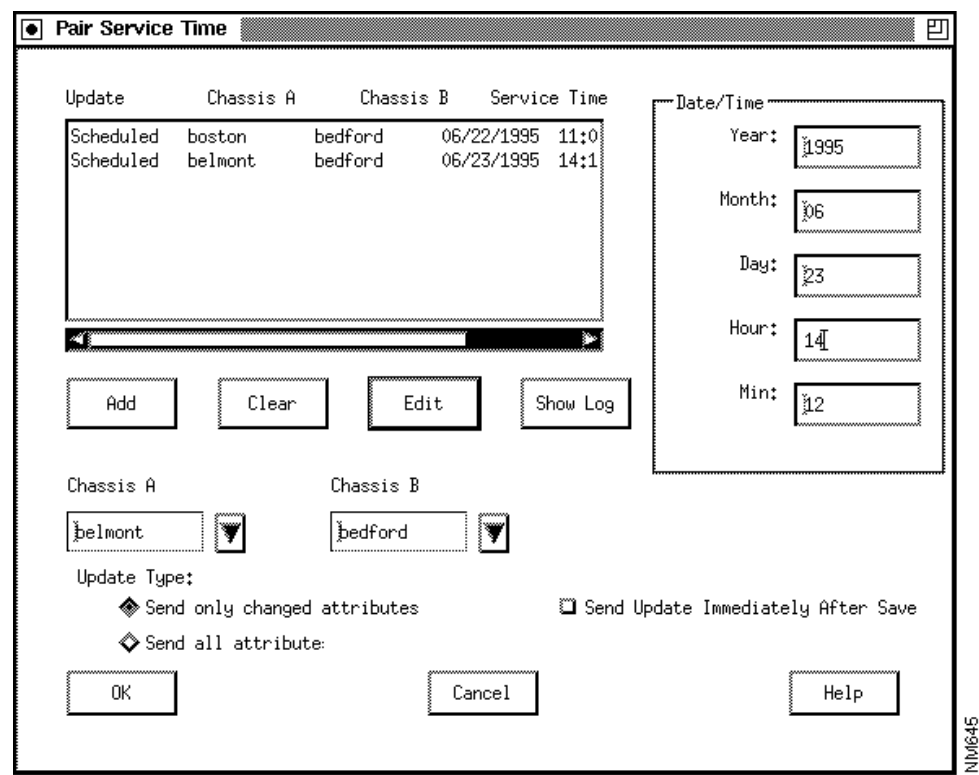 Pair Service Time
Update Chassis A Chassis B Service Time
Scheduled boston bedford 06/22/1995 11:0
Scheduled belmont bedford 06/23/1995 14:1
Date/Time
Year: 1995
Month: 06
Day: 23
Hour: 14
Min: 12
Add Clear Edit Show Log
Chassis A Chassis B
belmont bedford
Update Type:
Send only changed attributes Send Update Immediately After Save
Send all attribute
OK Cancel Help
NM645